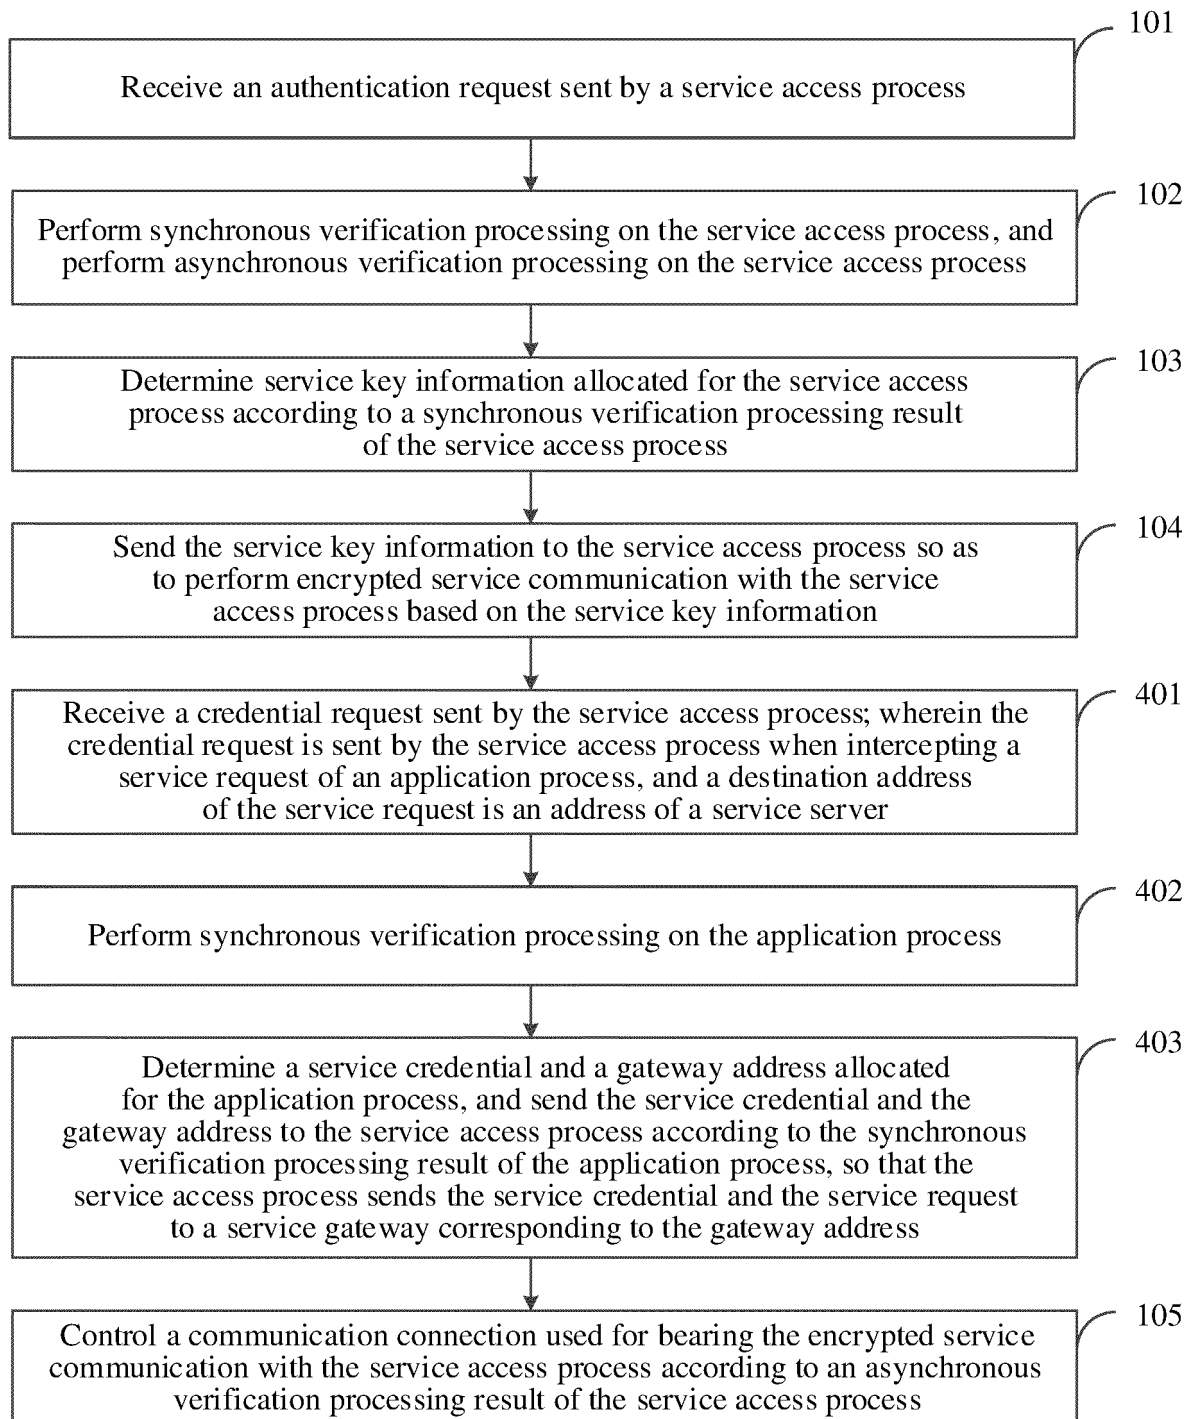 101
Receive an authentication request sent by a service access process
102
Perform synchronous verification processing on the service access process, and
perform asynchronous verification processing on the service access process
103
Determine service key information allocated for the service access
process according to a synchronous verification processing result
of the service access process
104
Send the service key information to the service access process so as
to perform encrypted service communication with the service
access process based on the service key information
401
Receive a credential request sent by the service access process; wherein the
credential request is sent by the service access process when intercepting a
service request of an application process, and a destination address
of the service request is an address of a service server
402
Perform synchronous verification processing on the application process
403
Determine a service credential and a gateway address allocated
for the application process, and send the service credential and the
gateway address to the service access process according to the synchronous
verification processing result of the application process, so that the
service access process sends the service credential and the service request
to a service gateway corresponding to the gateway address
105
Control a communication connection used for bearing the encrypted service
communication with the service access process according to an asynchronous
verification processing result of the service access process